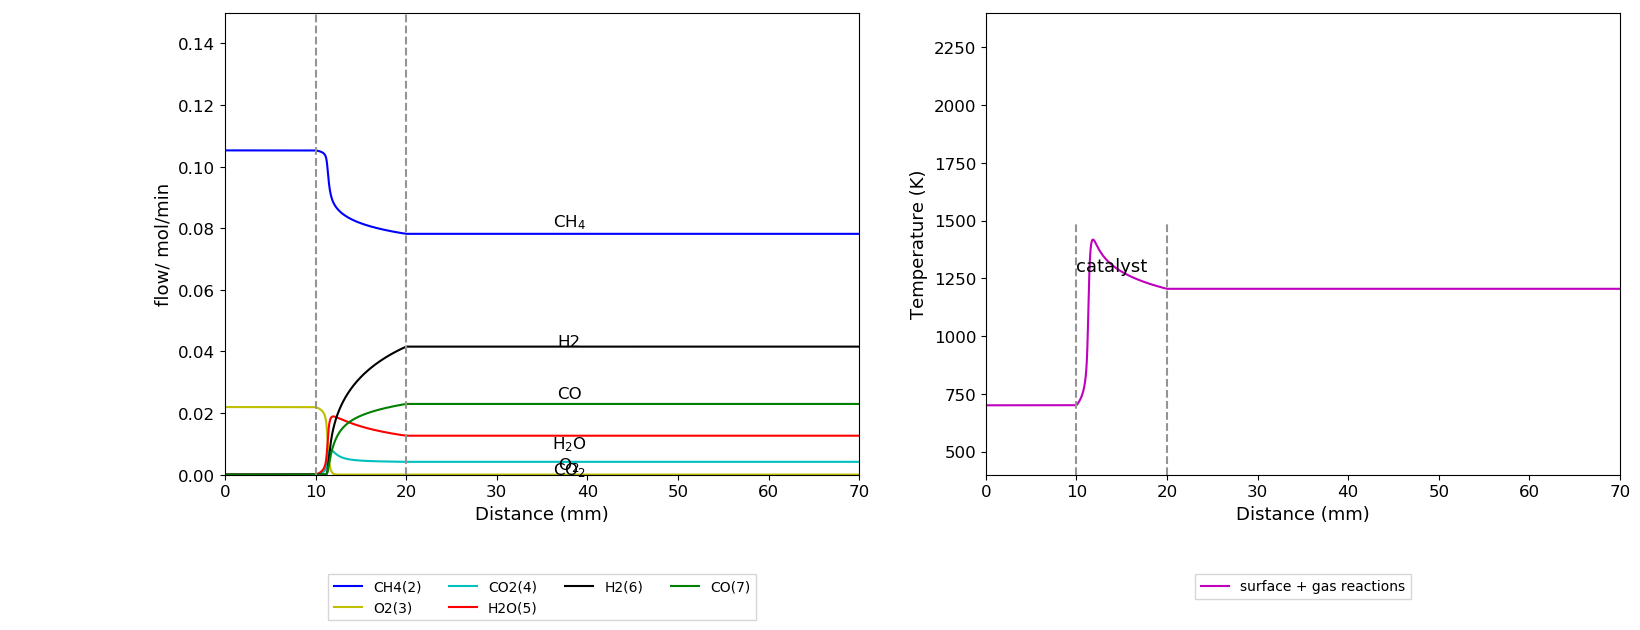 0.14
0.12
0.10
0.08
0.06
0.04
0.02
0.00
flow/ mol/min
CH₄
H2
CO
H₂O
O₂
CO₂
0 10 20 30 40 50 60 70
Distance (mm)
CH4(2) CO2(4) H2(6) CO(7)
O2(3) H2O(5)
2250
2000
1750
1500
1250
1000
750
500
Temperature (K)
catalyst
0 10 20 30 40 50 60 70
Distance (mm)
surface + gas reactions